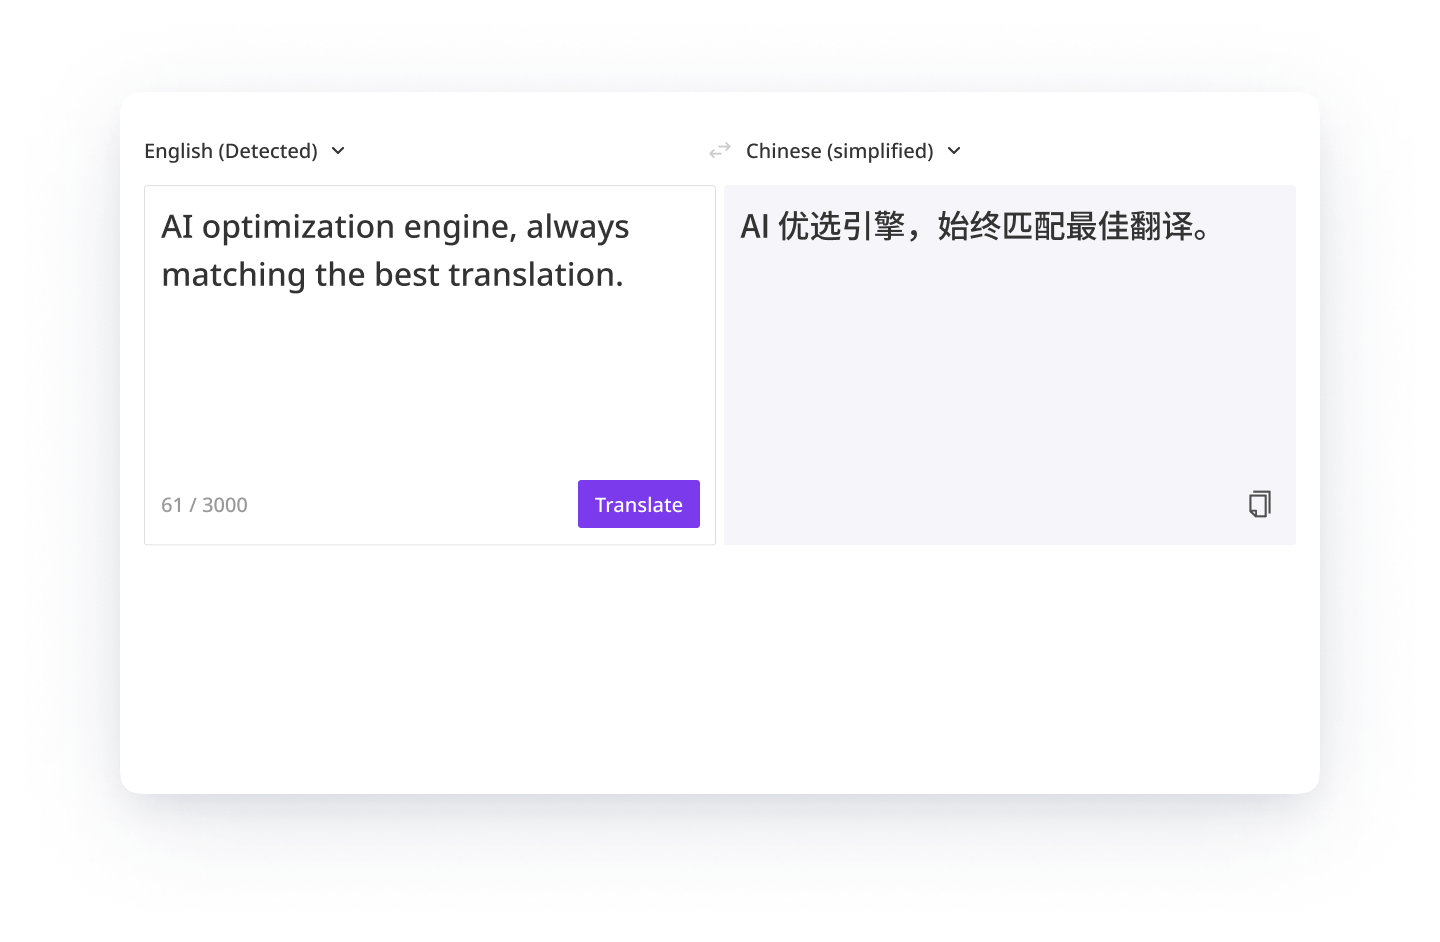 English (Detected)
Chinese (simplified)
AI optimization engine, always
matching the best translation.
61 / 3000
Translate
AI 优选引擎，始终匹配最佳翻译。